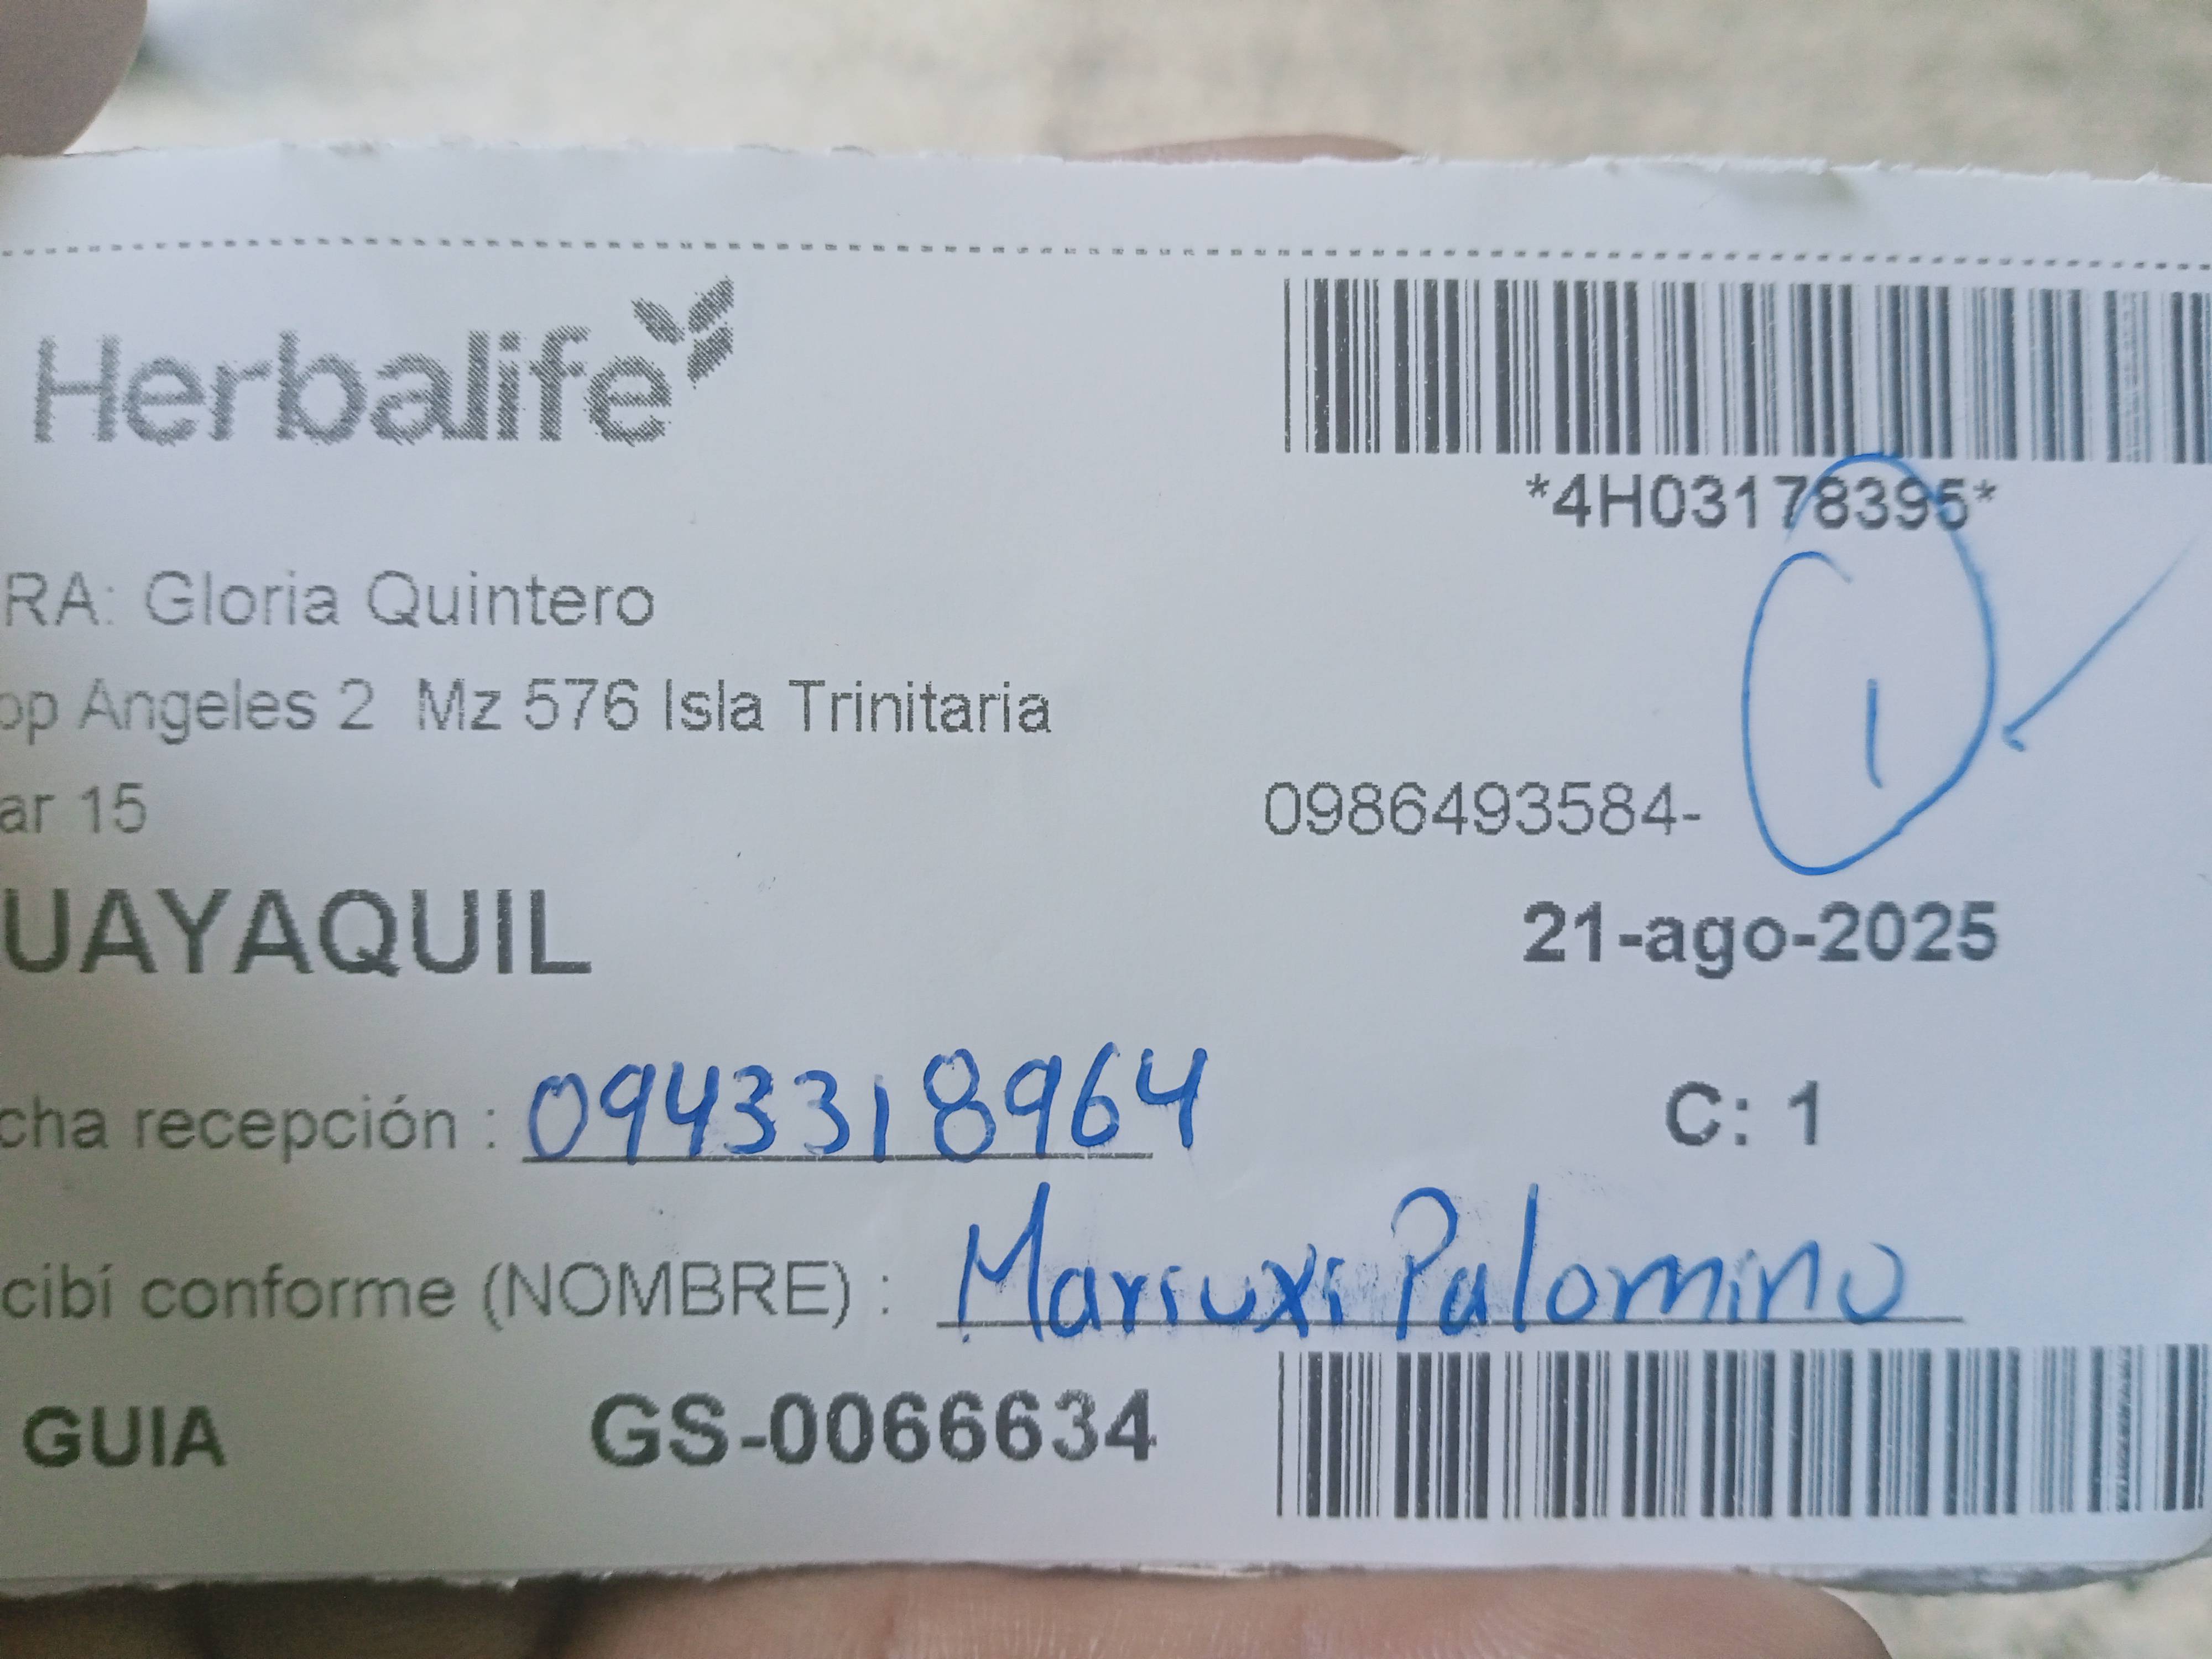 Herbalife
*4H03178395*
RA: Gloria Quintero
op Angeles 2 Mz 576 Isla Trinitaria
ar 15
0986493584-
1
UAYAQUIL
21-ago-2025
cha recepción : 0943318964
C: 1
cibí conforme (NOMBRE) : Mariuxi Palomino
GUIA GS-0066634